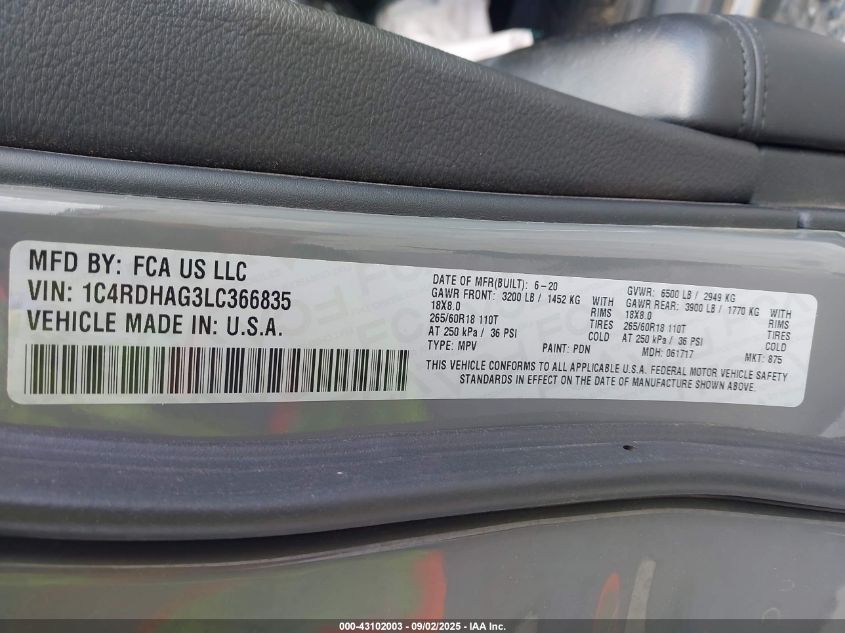 MFD BY: FCA US LLC
VIN: 1C4RDHAG3LC366835
VEHICLE MADE IN: U.S.A.
DATE OF MFR(BUILT): 6-20 GVWR: 6500 LB / 2949 KG
GAWR FRONT: 3200 LB / 1452 KG WITH GAWR REAR: 3900 LB / 1770 KG WITH
18X8.0 RIMS 18X8.0 RIMS
265/60R18 110T TIRES 265/60R18 110T TIRES
AT 250 kPa / 36 PSI COLD AT 250 kPa / 36 PSI COLD
TYPE: MPV PAINT: PDN MDH: 061717 MKT: 875
THIS VEHICLE CONFORMS TO ALL APPLICABLE U.S.A. FEDERAL MOTOR VEHICLE SAFETY
STANDARDS IN EFFECT ON THE DATE OF MANUFACTURE SHOWN ABOVE.
000-43102003 - 09/02/2025 - IAA Inc.